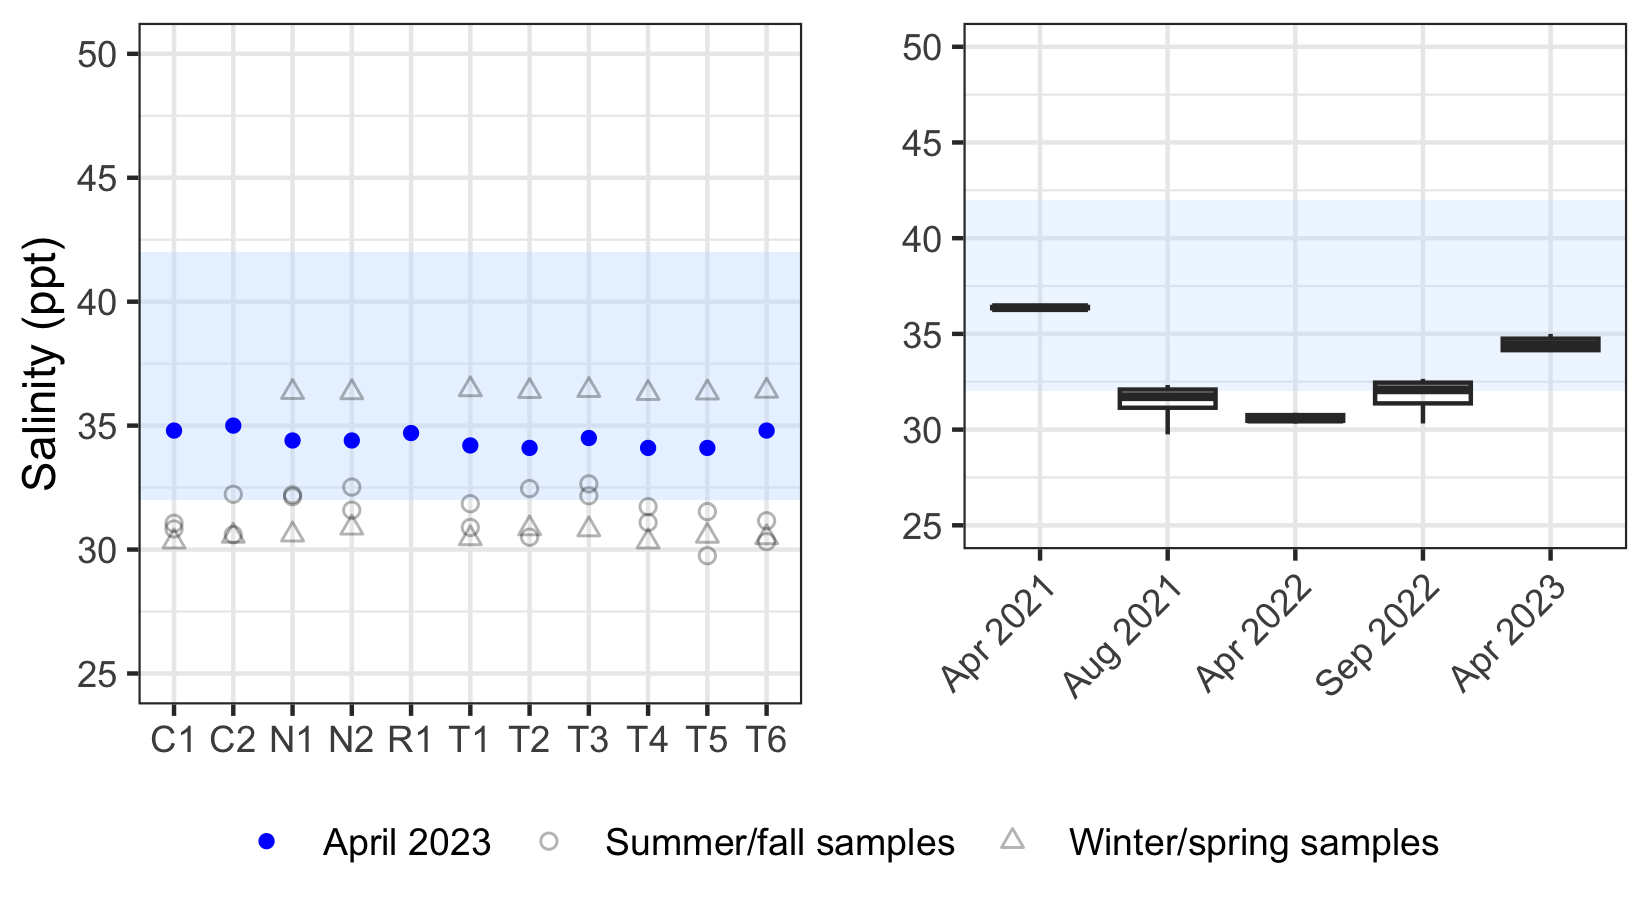 Salinity (ppt)
50
45
40
35
30
25
C1 C2 N1 N2 R1 T1 T2 T3 T4 T5 T6
50
45
40
35
30
25
Apr 2021
Aug 2021
Apr 2022
Sep 2022
Apr 2023
April 2023 Summer/fall samples Winter/spring samples